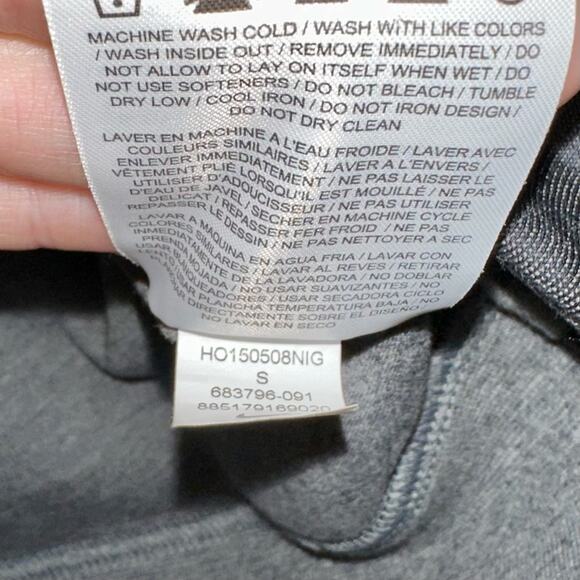 MACHINE WASH COLD / WASH WITH LIKE COLORS
/ WASH INSIDE OUT / REMOVE IMMEDIATELY / DO
NOT ALLOW TO LAY ON ITSELF WHEN WET / DO
NOT USE SOFTENERS / DO NOT BLEACH / TUMBLE
DRY LOW / COOL IRON / DO NOT IRON DESIGN /
DO NOT DRY CLEAN
LAVER EN MACHINE A L'EAU FROIDE / LAVER AVEC
COULEURS SIMILAIRES / LAVER A L'ENVERS /
ENLEVER IMMEDIATEMENT / NE PAS LAISSER LE
VÊTEMENT PLIÉ LORSQU'IL EST MOUILLÉ / NE PAS
UTILISER D'ADOUCISSEUR / NE PAS UTILISER
D'EAU DE JAVEL / SECHER EN MACHINE CYCLE
DELICAT / REPASSER FER FROID / NE PAS
REPASSER LE DESSIN / NE PAS NETTOYER A SEC
LAVAR A MAQUINA EN AGUA FRIA / LAVAR CON
COLORES SIMILARES / LAVAR AL REVES / RETIRAR
INMEDIATAMENTE DE LA LAVADORA / NO DOBLAR
PRENDA MOJADA / NO USAR SUAVIZANTES / NO
USAR BLANQUEADORES / USAR SECADORA CICLO
PLANCHAR TEMPERATURA BAJA / NO
PLANCHAR DIRECTAMENTE SOBRE EL DISEÑO
NO LAVAR EN SECO
HO150508NIG
S
683796-091
885179169020